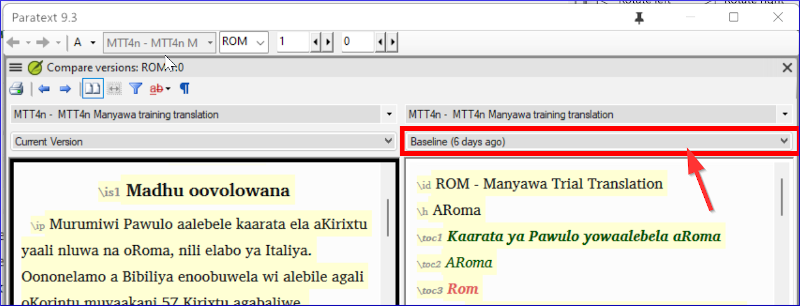 Paratext 9.3
A
MTT4n - MTT4n M
ROM
1
0
Compare versions: ROM 1:0
MTT4n - MTT4n Manyawa training translation
MTT4n - MTT4n Manyawa training translation
Current Version
Baseline (6 days ago)
\is1 Madhu oovolowana
\ip Murumiwi Pawulo aalebele kaarata ela aKirixtu
yaali nluwa na oRoma, nili elabo ya Italiya.
Oononelamo a Bibiliya enoobuwela wi alebile agali
oKorintu muyaakani 57 Kirixtu agabaliwe
\id ROM - Manyawa Trial Translation
\h ARoma
\toc1 Kaarata ya Pawulo yowaalebela aRoma
\toc2 ARoma
\toc3 Rom